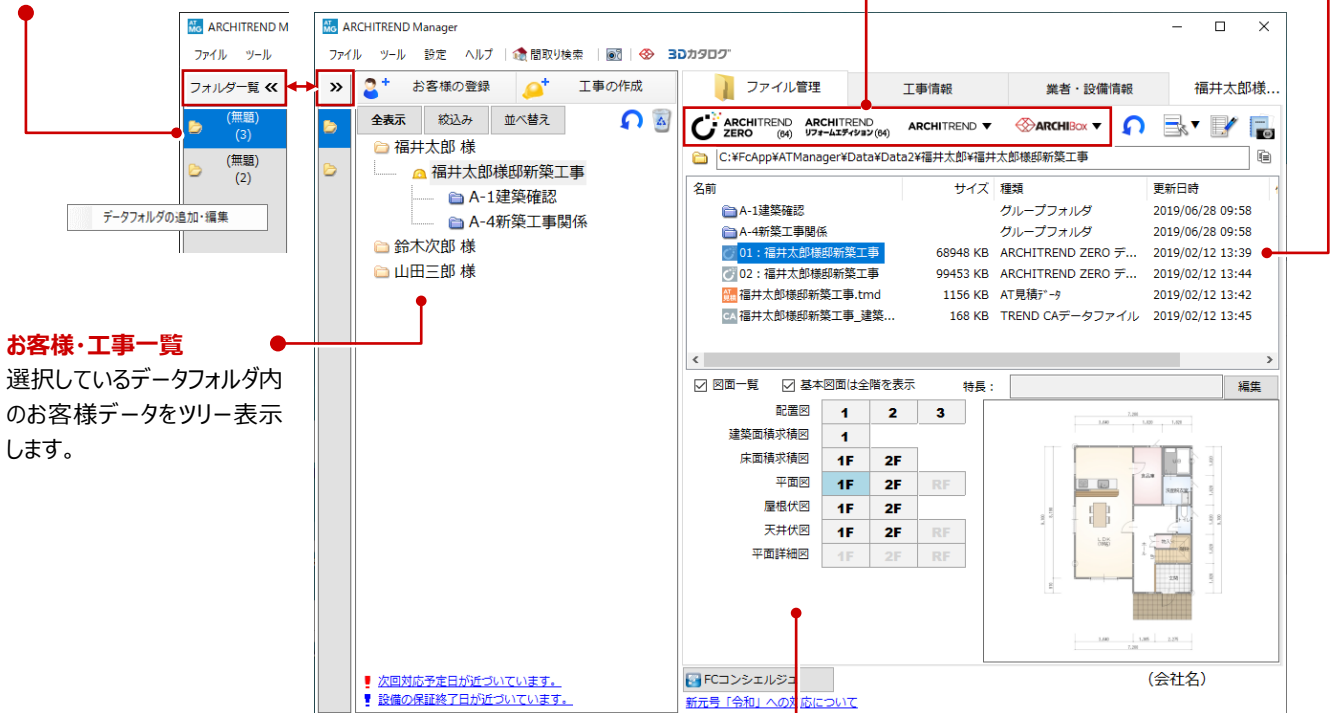 ARCHITREND M
ファイル ツール
フォルダ一覧 «
(無題)
(3)
(無題)
(2)
データフォルダの追加・編集
お客様・工事一覧
選択しているデータフォルダ内
のお客様データをツリー表示
します。
ARCHITREND Manager
ファイル ツール 設定 ヘルプ 間取り検索 3Dカタログ
» お客様の登録 工事の作成
全表示 絞込み 並べ替え
福井太郎 様
福井太郎様邸新築工事
A-1建築確認
A-4新築工事関係
鈴木次郎 様
山田三郎 様
次回対応予定日が近づいています。
設備の保証終了日が近づいています。
ファイル管理 工事情報 業者・設備情報 福井太郎様...
ARCHITREND ZERO (64) ARCHITREND リフォームエディション(64) ARCHITREND ▼ ARCHIBox ▼
C:¥FcApp¥ATManager¥Data¥Data2¥福井太郎¥福井太郎様邸新築工事
名前 サイズ 種類 更新日時
A-1建築確認 グループフォルダ 2019/06/28 09:58
A-4新築工事関係 グループフォルダ 2019/06/28 09:58
01：福井太郎様邸新築工事 68948 KB ARCHITREND ZERO デ... 2019/02/12 13:39
02：福井太郎様邸新築工事 99453 KB ARCHITREND ZERO デ... 2019/02/12 13:44
福井太郎様邸新築工事.tmd 1156 KB AT見積ﾃﾞｰﾀ 2019/02/12 13:42
福井太郎様邸新築工事_建築... 168 KB TREND CAデータファイル 2019/02/12 13:45
図面一覧 基本図面は全階を表示 特長： 編集
配置図 1 2 3
建築面積求積図 1
床面積求積図 1F 2F
平面図 1F 2F RF
屋根伏図 1F 2F
天井伏図 1F 2F RF
平面詳細図 1F 2F RF
FCコンシェルジュ (会社名)
新元号「令和」への対応について